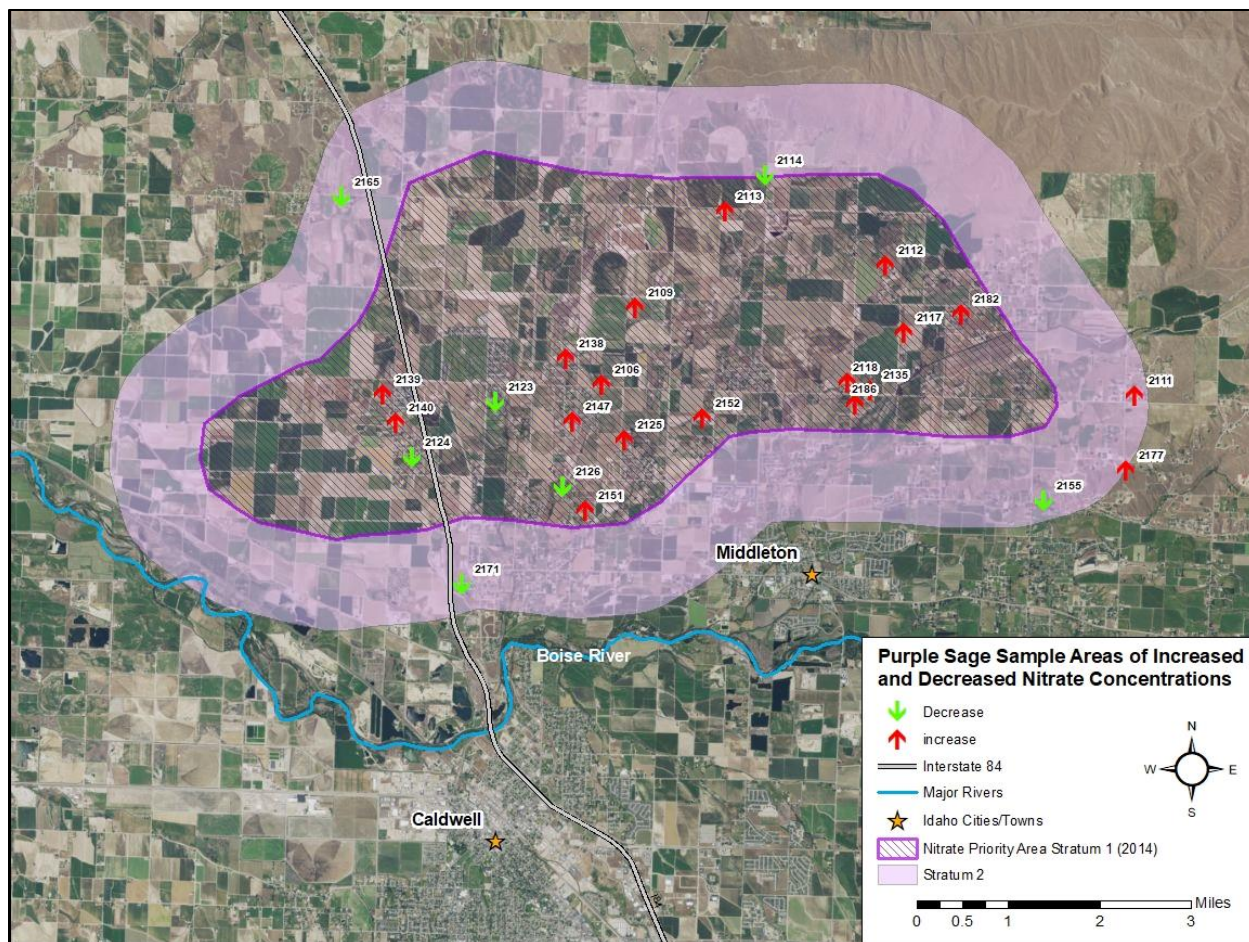 2114
2165
2113
2112
2109
2182
2117
2138
2118
2106
2135
2139
2123
2111
2186
2147
2152
2140
2125
2124
2177
2126
2155
2151
Middleton
2171
Boise River
Caldwell
Purple Sage Sample Areas of Increased
and Decreased Nitrate Concentrations
Decrease
increase
Interstate 84
Major Rivers
Idaho Cities/Towns
Nitrate Priority Area Stratum 1 (2014)
Stratum 2
N
W E
S
Miles
0 0.5 1 2 3